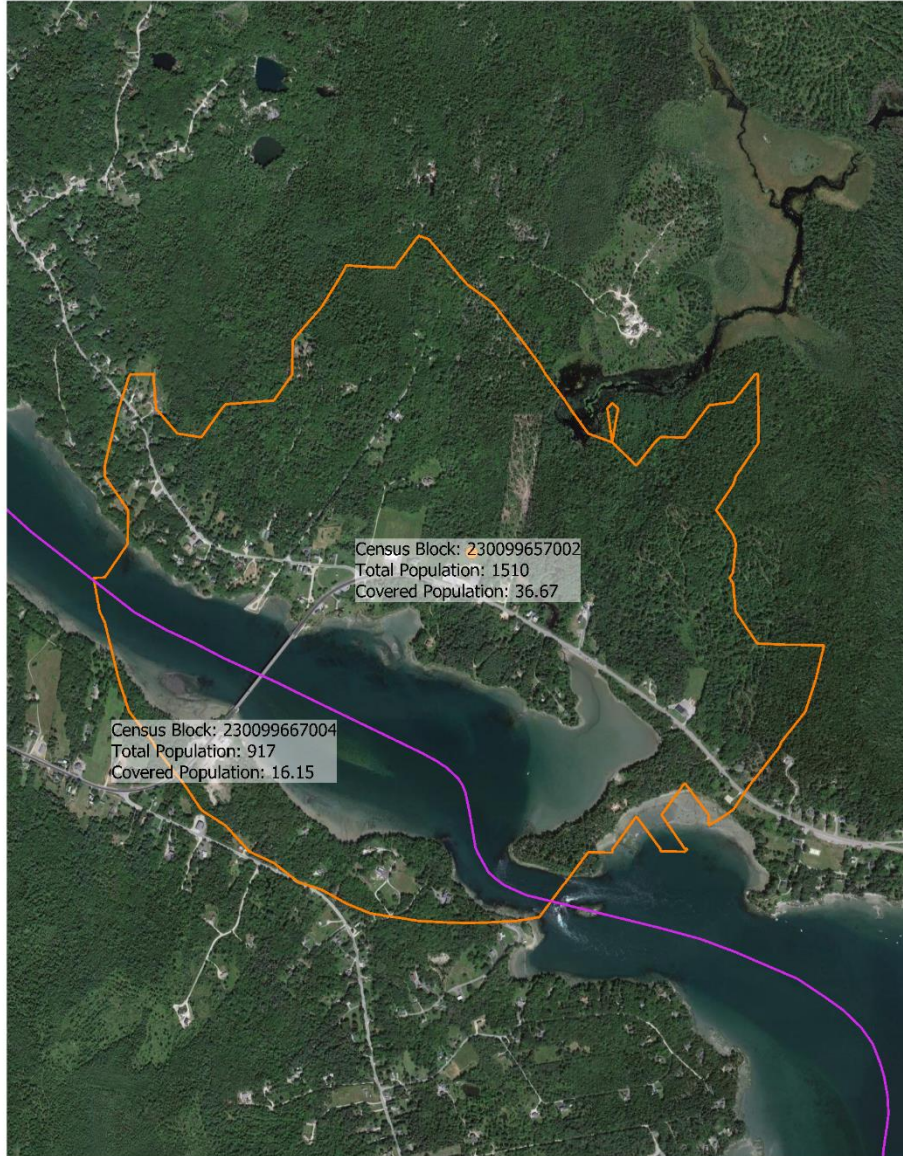 Census Block: 230099657002
Total Population: 1510
Covered Population: 36.67
Census Block: 230099667004
Total Population: 917
Covered Population: 16.15